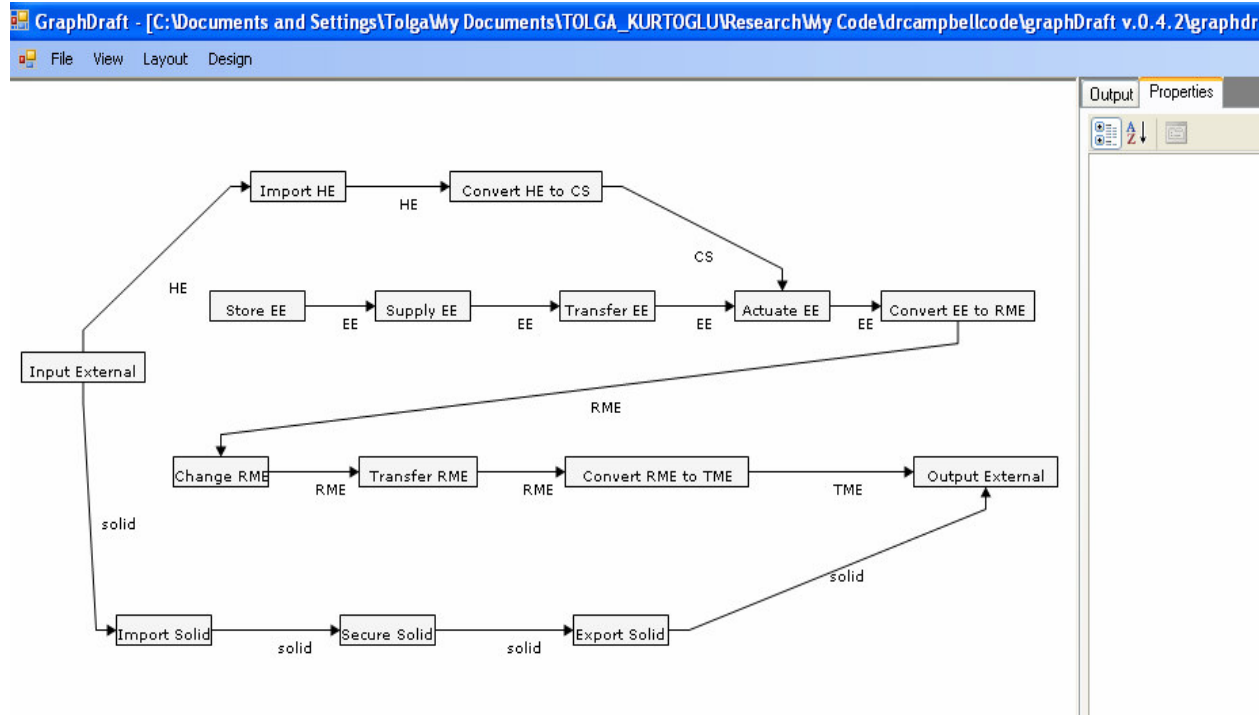 GraphDraft - [C:\Documents and Settings\Tolga\My Documents\TOLGA_KURTOGLU\Research\My Code\drcampbellcode\graphDraft v.0.4.2\graphdr
File View Layout Design
Output Properties
Import HE
HE
Convert HE to CS
CS
HE
Store EE
EE
Supply EE
EE
Transfer EE
EE
Actuate EE
EE
Convert EE to RME
Input External
RME
Change RME
RME
Transfer RME
RME
Convert RME to TME
TME
Output External
solid
solid
Import Solid
solid
Secure Solid
solid
Export Solid